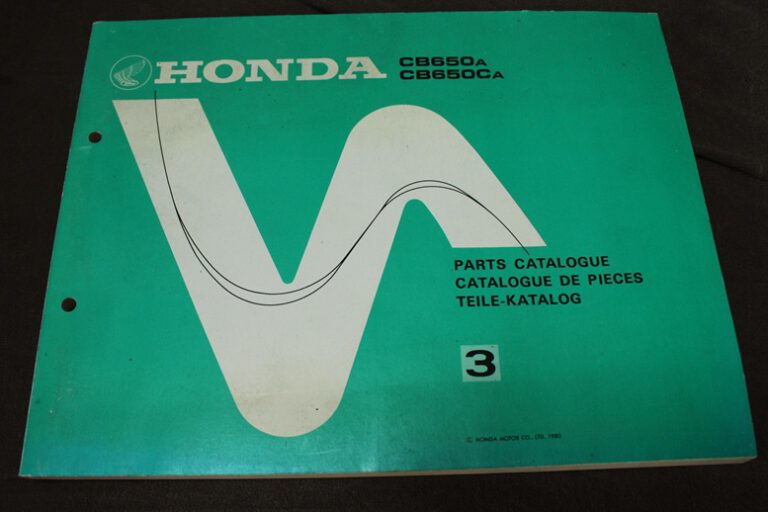 HONDA CB650A
CB650CA
PARTS CATALOGUE
CATALOGUE DE PIECES
TEILE-KATALOG
3
© HONDA MOTOR CO., LTD. 1980